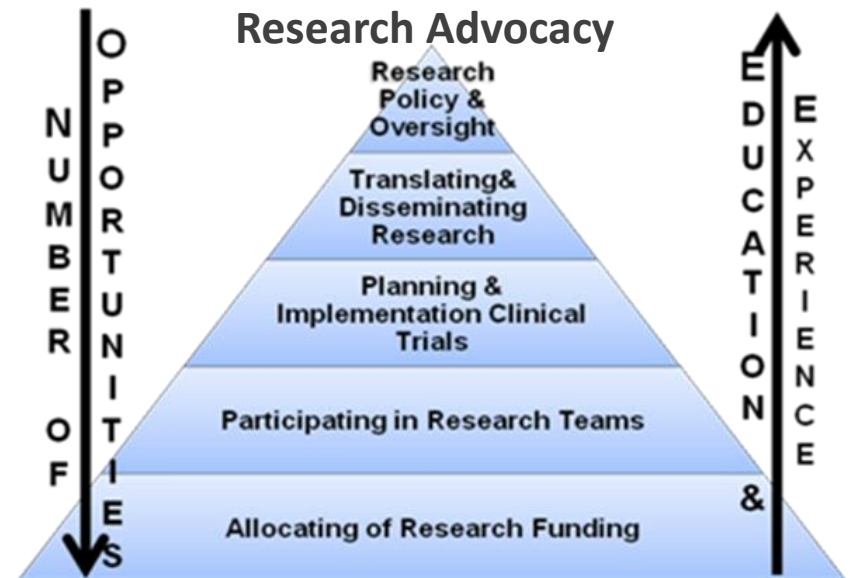 Research Advocacy
NUMBER OF
OPPORTUNITIES
Research
Policy &
Oversight
Translating&
Disseminating
Research
Planning &
Implementation Clinical
Trials
Participating in Research Teams
Allocating of Research Funding
EDUCATION &
EXPERIENCE